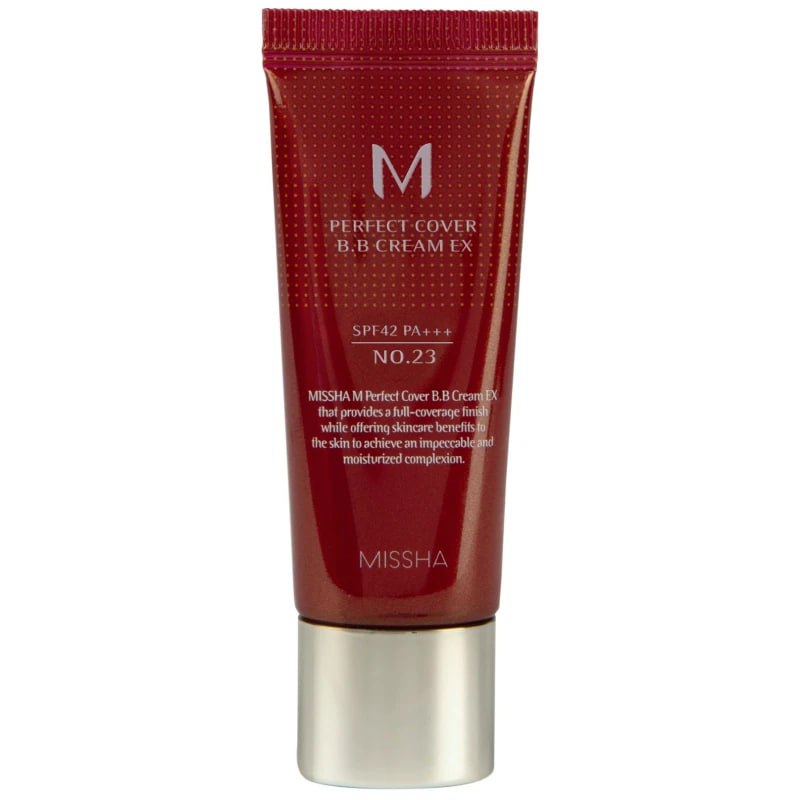 M
PERFECT COVER
B.B CREAM EX
SPF42 PA+++
NO.23
MISSHA M Perfect Cover B.B Cream EX
that provides a full-coverage finish
while offering skincare benefits to
the skin to achieve an impeccable and
moisturized complexion.
MISSHA